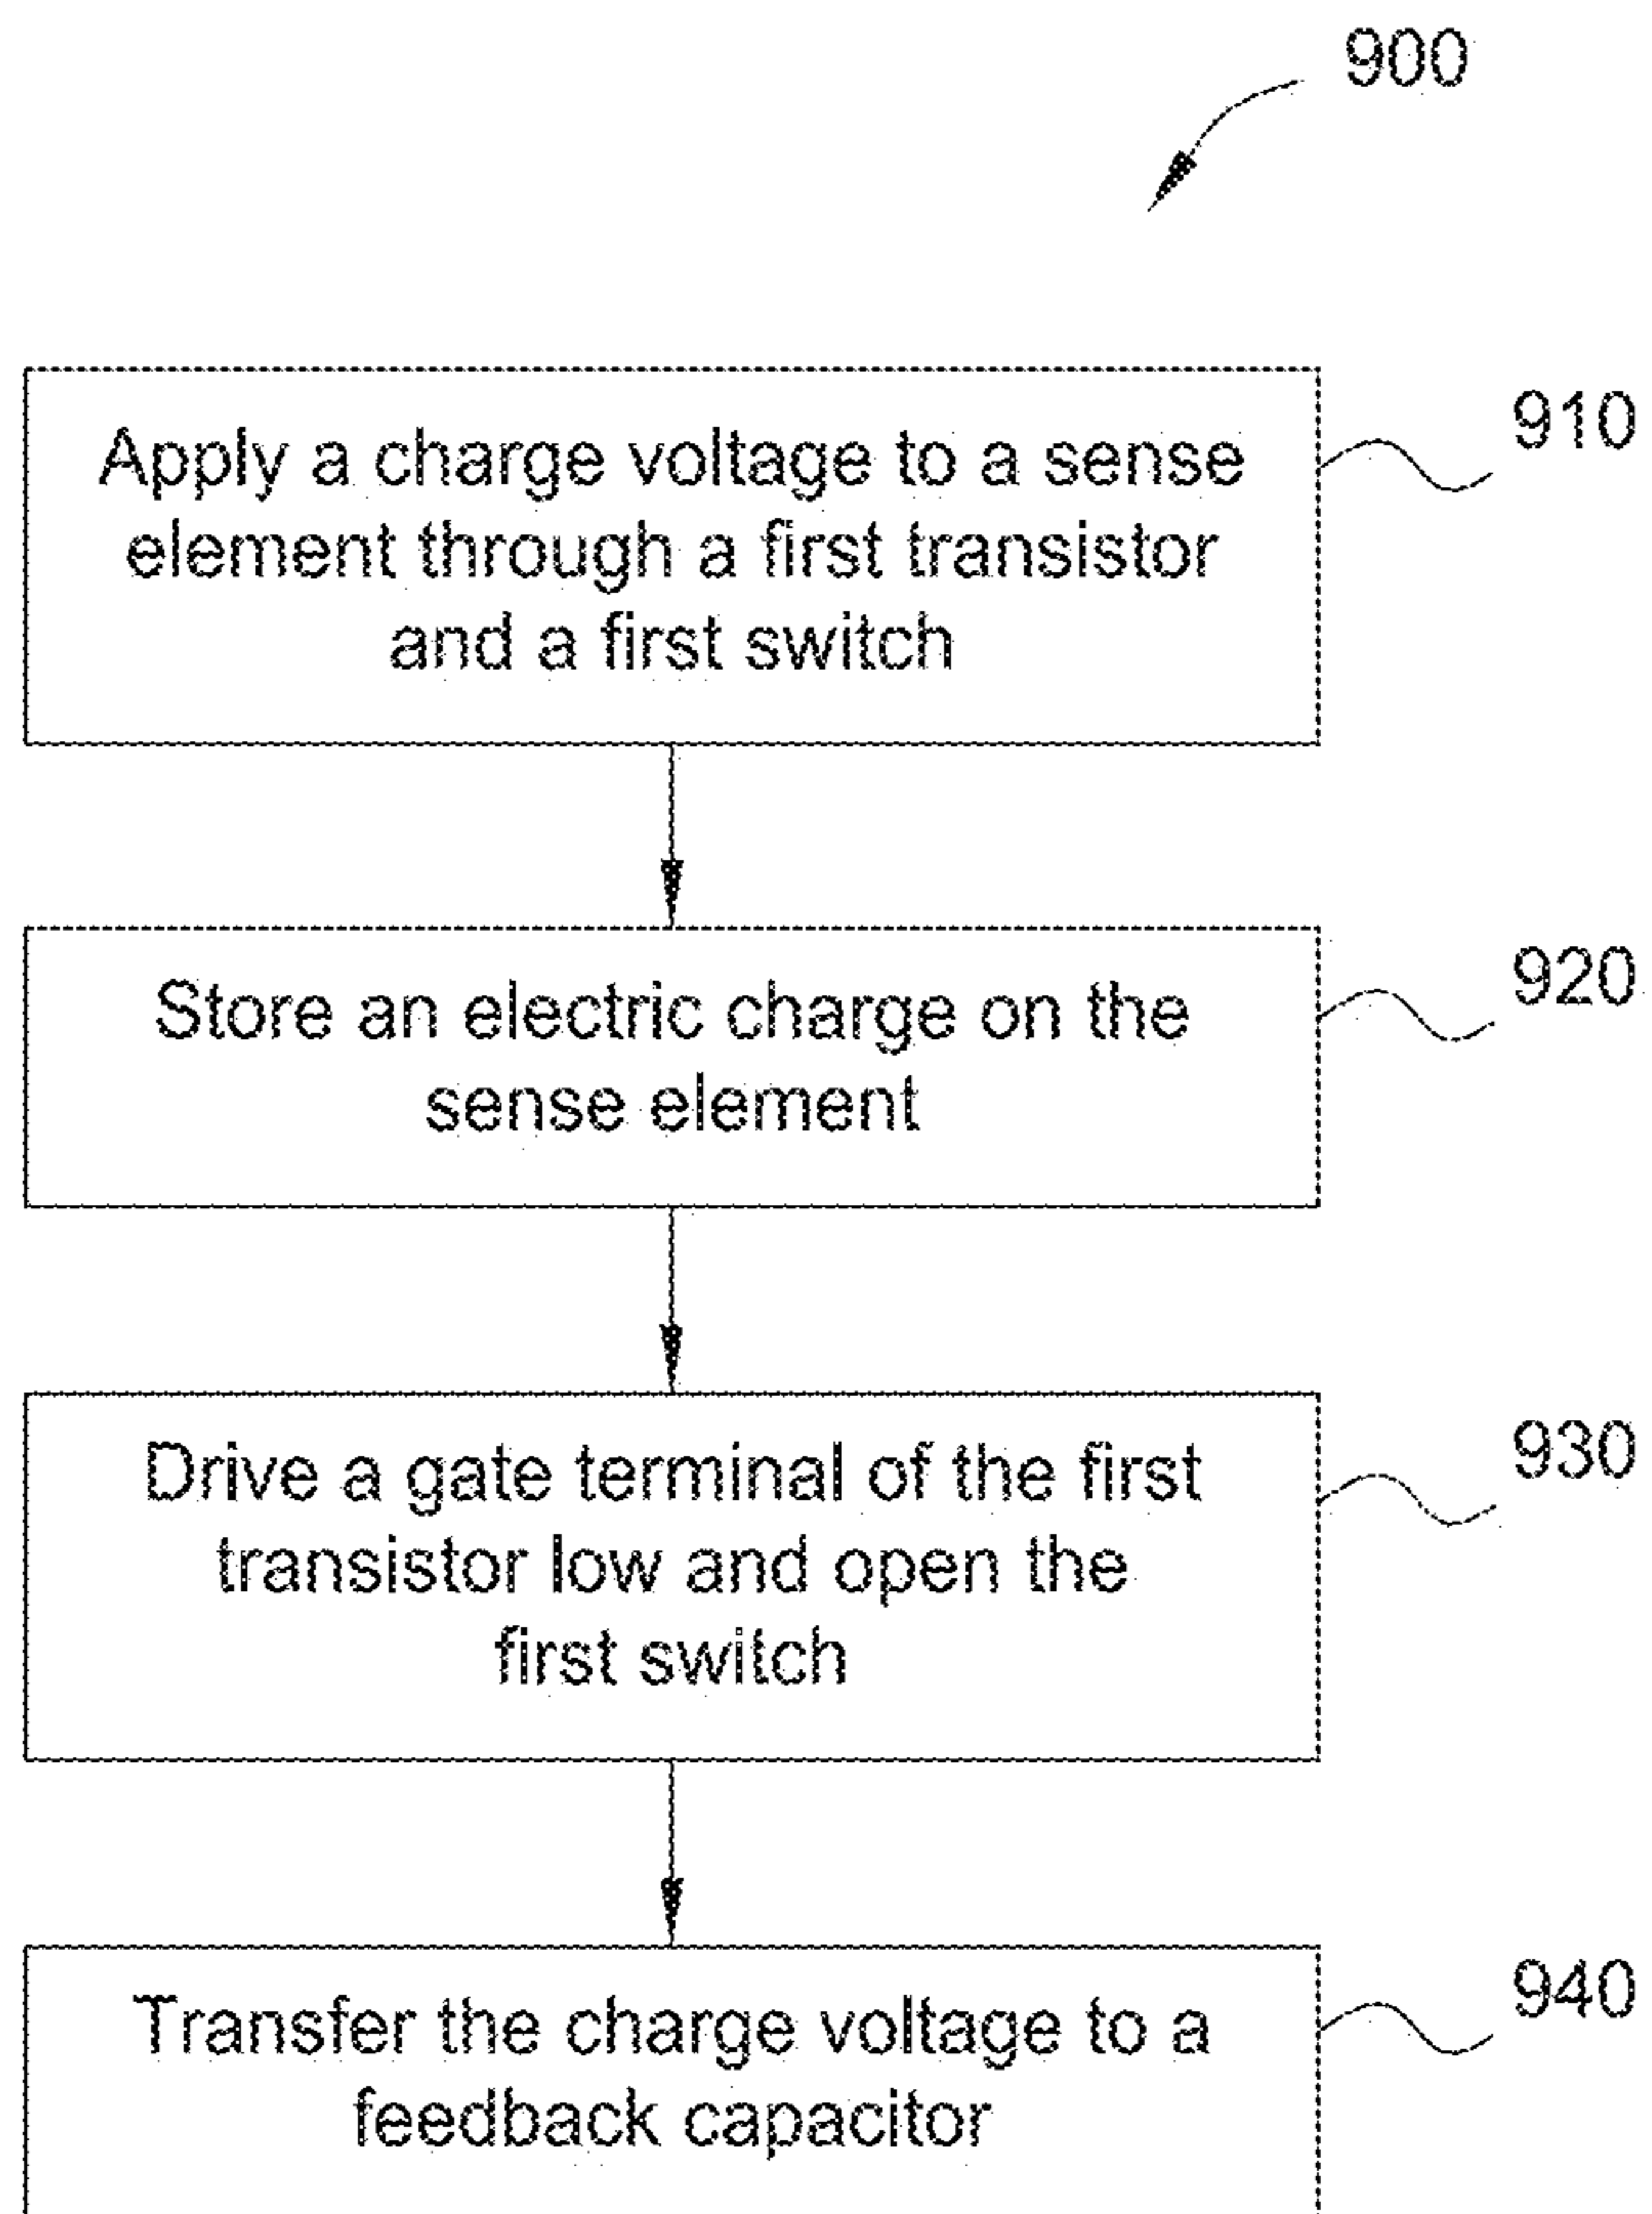 900
Apply a charge voltage to a sense
element through a first transistor
and a first switch
910
Store an electric charge on the
sense element
920
Drive a gate terminal of the first
transistor low and open the
first switch
930
Transfer the charge voltage to a
feedback capacitor
940